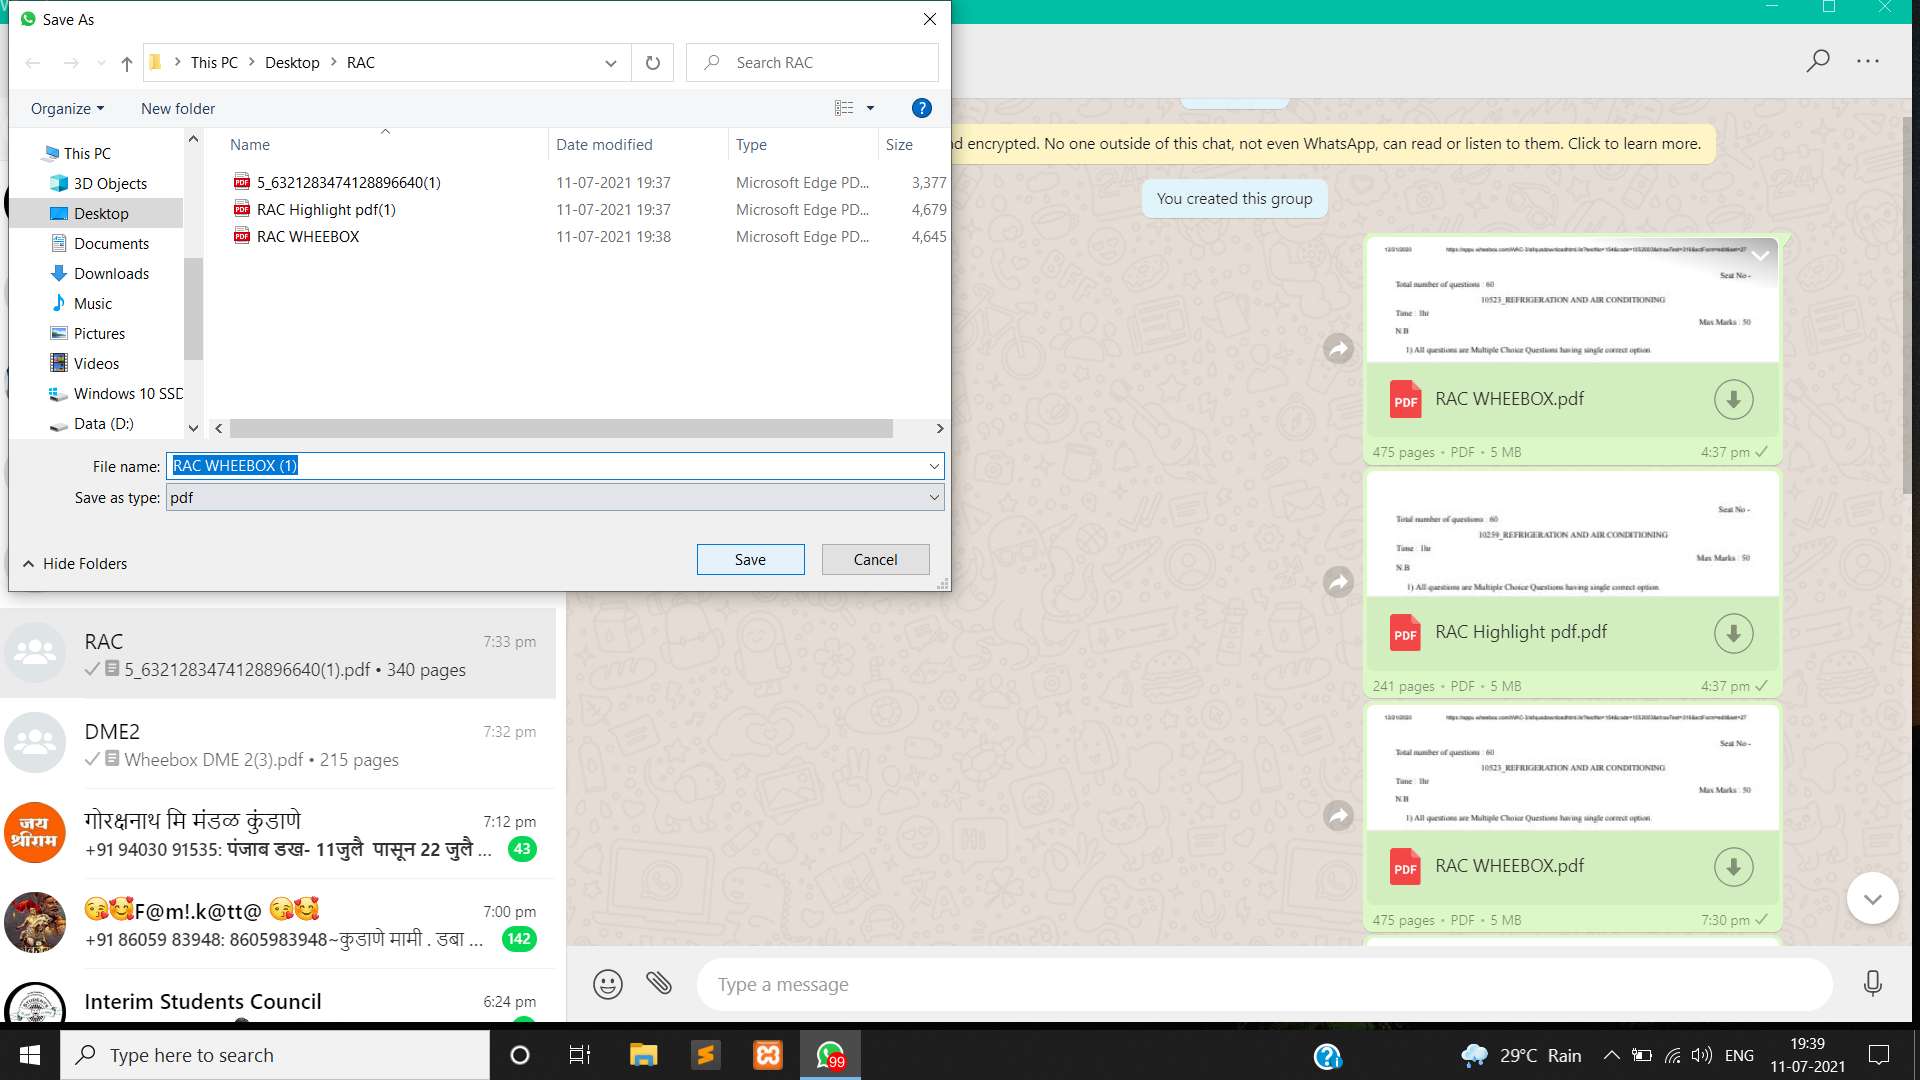 Save As
This PC
Desktop
RAC
Search RAC
Organize
New folder
Name
Date modified
Type
Size
This PC
3D Objects
Desktop
Documents
Downloads
Music
Pictures
Videos
Windows 10 SSD
Data (D:)
5_6321283474128896640(1) 11-07-2021 19:37 Microsoft Edge PD... 3,377
RAC Highlight pdf(1) 11-07-2021 19:37 Microsoft Edge PD... 4,679
RAC WHEEBOX 11-07-2021 19:38 Microsoft Edge PD... 4,645
File name: RAC WHEEBOX (1)
Save as type: pdf
Hide Folders
Save
Cancel
RAC 7:33 pm
5_6321283474128896640(1).pdf • 340 pages
DME2 7:32 pm
Wheebox DME 2(3).pdf • 215 pages
जय
श्रीराम
गोरक्षनाथ मि मंडळ कुंडाणे 7:12 pm
+91 94030 91535: पंजाब डख- 11जुलै पासून 22 जुलै ... 43
😘🥰F@m!.k@tt@ 😘🥰 7:00 pm
+91 86059 83948: 8605983948~कुडाणे मामी . डबा ... 142
Interim Students Council 6:24 pm
encrypted. No one outside of this chat, not even WhatsApp, can read or listen to them. Click to learn more.
You created this group
12/21/2020
Seat No -
Total number of questions : 60
10523_REFRIGERATION AND AIR CONDITIONING
Time : 1hr
Max Marks : 50
N.B
1) All questions are Multiple Choice Questions having single correct option.
PDF RAC WHEEBOX.pdf
475 pages • PDF • 5 MB 4:37 pm
Seat No -
Total number of questions : 60
10259_REFRIGERATION AND AIR CONDITIONING
Time : 1hr
Max Marks : 50
N.B
1) All questions are Multiple Choice Questions having single correct option.
PDF RAC Highlight pdf.pdf
241 pages • PDF • 5 MB 4:37 pm
12/21/2020
Seat No -
Total number of questions : 60
10523_REFRIGERATION AND AIR CONDITIONING
Time : 1hr
Max Marks : 50
N.B
1) All questions are Multiple Choice Questions having single correct option.
PDF RAC WHEEBOX.pdf
475 pages • PDF • 5 MB 7:30 pm
Type a message
Type here to search
99
29°C Rain
ENG
19:39
11-07-2021